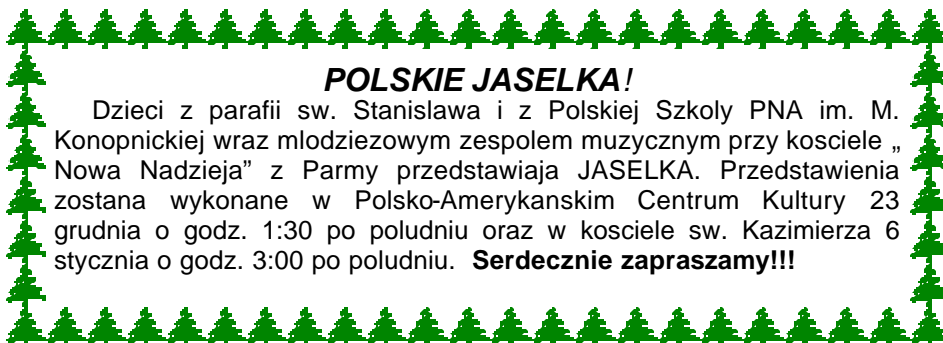 POLSKIE JASELKA!
Dzieci z parafii sw. Stanislawa i z Polskiej Szkoly PNA im. M.
Konopnickiej wraz mlodziezowym zespolem muzycznym przy kosciele „
Nowa Nadzieja” z Parmy przedstawiaja JASELKA. Przedstawienia
zostana wykonane w Polsko-Amerykanskim Centrum Kultury 23
grudnia o godz. 1:30 po poludniu oraz w kosciele sw. Kazimierza 6
stycznia o godz. 3:00 po poludniu. Serdecznie zapraszamy!!!